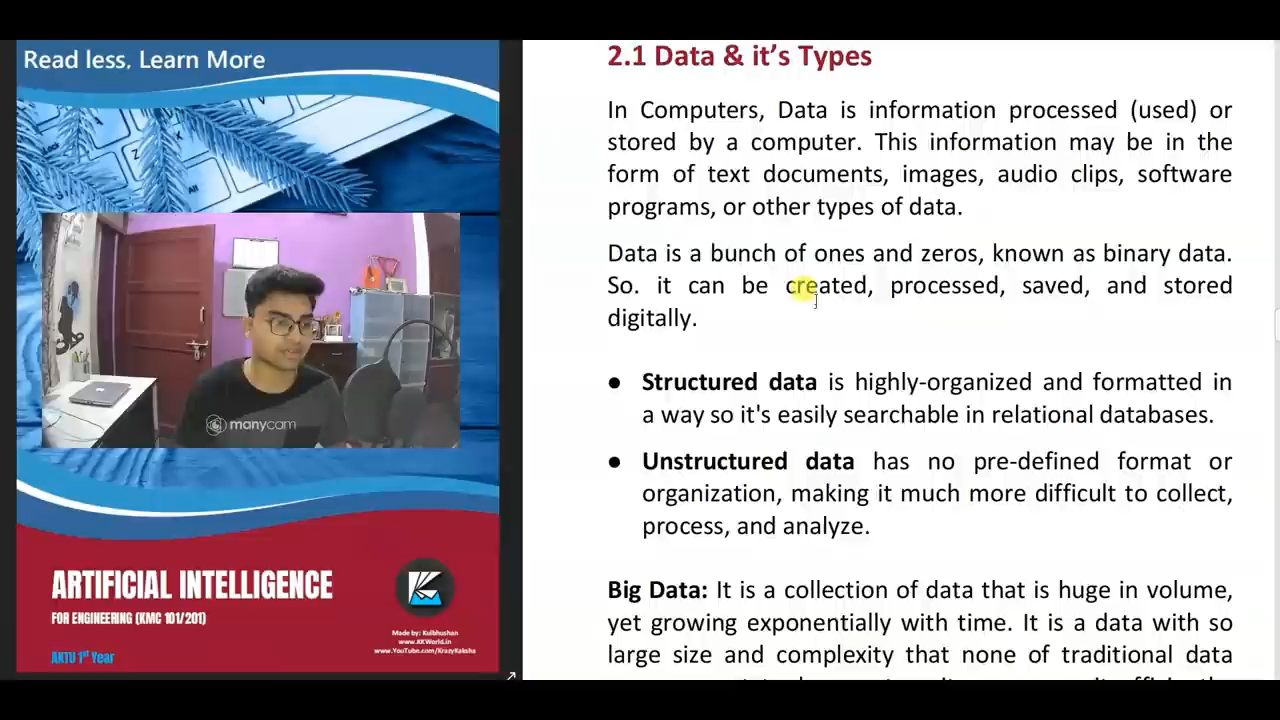 Read less. Learn More
manycam
ARTIFICIAL INTELLIGENCE
FOR ENGINEERING (KMC 101/201)
AKTU 1st Year
Made by: Kulbhushan
www.KKWorld.in
www.YouTube.com/KrazyKaksha
2.1 Data & it’s Types
In Computers, Data is information processed (used) or
stored by a computer. This information may be in the
form of text documents, images, audio clips, software
programs, or other types of data.
Data is a bunch of ones and zeros, known as binary data.
So. it can be created, processed, saved, and stored
digitally.
● Structured data is highly-organized and formatted in
a way so it's easily searchable in relational databases.
● Unstructured data has no pre-defined format or
organization, making it much more difficult to collect,
process, and analyze.
Big Data: It is a collection of data that is huge in volume,
yet growing exponentially with time. It is a data with so
large size and complexity that none of traditional data